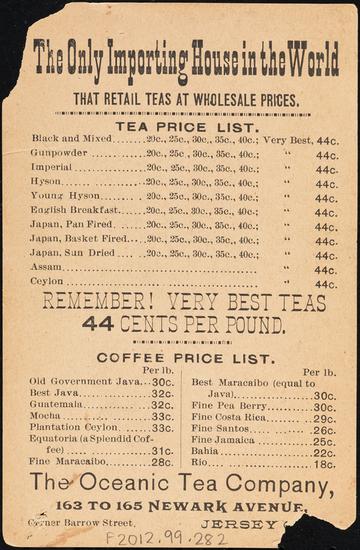 The Only Importing House in the World
THAT RETAIL TEAS AT WHOLESALE PRICES.
TEA PRICE LIST.
Black and Mixed.......20c., 25c., 30c., 35c., 40c.; Very Best, 44c.
Gunpowder ............20c., 25c., 30c., 35c., 40c.; " 44c.
Imperial..............20c., 25c., 30c., 35c., 40c.; " 44c.
Hyson.................20c., 25c., 30c., 35c., 40c.; " 44c.
Young Hyson...........20c., 25c., 30c., 35c., 40c.; " 44c.
English Breakfast.....20c., 25c., 30c., 35c., 40c.; " 44c.
Japan, Pan Fired......20c., 25c., 30c., 35c., 40c.; " 44c.
Japan, Basket Fired...20c., 25c., 30c., 35c., 40c.; " 44c.
Japan, Sun Dried .....20c., 25c., 30c., 35c., 40c.; " 44c.
Assam................................ " 44c.
Ceylon............................... " 44c.
REMEMBER! VERY BEST TEAS
44 CENTS PER POUND.
COFFEE PRICE LIST.
Per lb.
Old Government Java...30c.
Best Java.............32c.
Guatemala.............32c.
Mocha.................33c.
Plantation Ceylon.....33c.
Equatoria (a Splendid Cof-
fee)..................31c.
Fine Maracaibo........28c.
Per lb.
Best Maracaibo (equal to
Java).................30c.
Fine Pea Berry........30c.
Fine Costa Rica.......29c.
Fine Santos...........26c.
Fine Jamaica..........25c.
Bahia.................22c.
Rio...................18c.
The Oceanic Tea Company,
163 TO 165 NEWARK AVENUE,
Corner Barrow Street, JERSEY
P2012.99.282